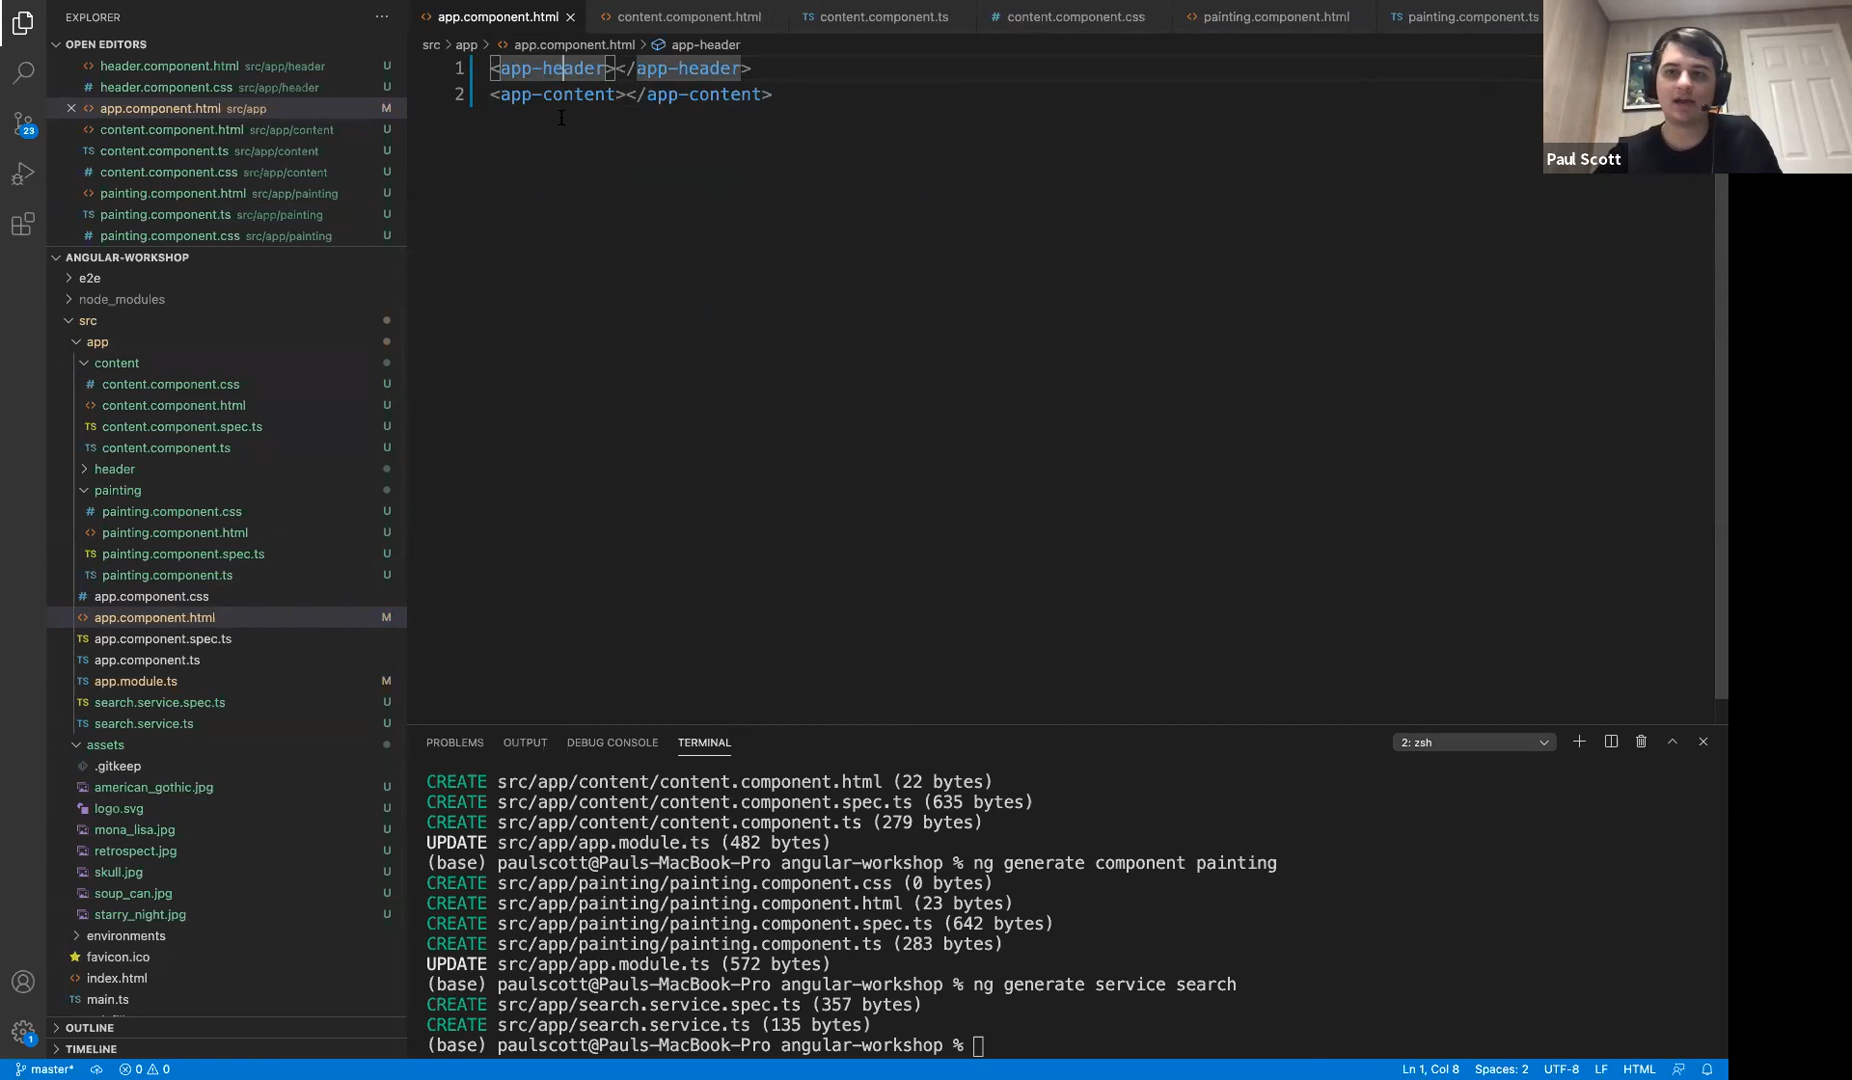 EXPLORER
OPEN EDITORS
header.component.html src/app/header
header.component.css src/app/header
app.component.html src/app M
content.component.html src/app/content U
content.component.ts src/app/content U
content.component.css src/app/content U
painting.component.html src/app/painting U
painting.component.ts src/app/painting U
painting.component.css src/app/painting U
23
ANGULAR-WORKSHOP
e2e
node_modules
src
app
content
content.component.css U
content.component.html U
content.component.spec.ts U
content.component.ts U
header
painting
painting.component.css U
painting.component.html U
painting.component.spec.ts U
painting.component.ts U
app.component.css
app.component.html M
app.component.spec.ts
app.component.ts
app.module.ts M
search.service.spec.ts U
search.service.ts U
assets
.gitkeep
american_gothic.jpg U
logo.svg U
mona_lisa.jpg U
retrospect.jpg U
skull.jpg U
soup_can.jpg U
starry_night.jpg U
environments
favicon.ico
index.html
main.ts
OUTLINE
TIMELINE
1
app.component.html content.component.html content.component.ts content.component.css painting.component.html painting.component.ts
src > app > app.component.html > app-header
1 <app-header></app-header>
2 <app-content></app-content>
Paul Scott
PROBLEMS OUTPUT DEBUG CONSOLE TERMINAL 2: zsh
CREATE src/app/content/content.component.html (22 bytes)
CREATE src/app/content/content.component.spec.ts (635 bytes)
CREATE src/app/content/content.component.ts (279 bytes)
UPDATE src/app/app.module.ts (482 bytes)
(base) paulscott@Pauls-MacBook-Pro angular-workshop % ng generate component painting
CREATE src/app/painting/painting.component.css (0 bytes)
CREATE src/app/painting/painting.component.html (23 bytes)
CREATE src/app/painting/painting.component.spec.ts (642 bytes)
CREATE src/app/painting/painting.component.ts (283 bytes)
UPDATE src/app/app.module.ts (572 bytes)
(base) paulscott@Pauls-MacBook-Pro angular-workshop % ng generate service search
CREATE src/app/search.service.spec.ts (357 bytes)
CREATE src/app/search.service.ts (135 bytes)
(base) paulscott@Pauls-MacBook-Pro angular-workshop %
master* 0 0 Ln 1, Col 8 Spaces: 2 UTF-8 LF HTML